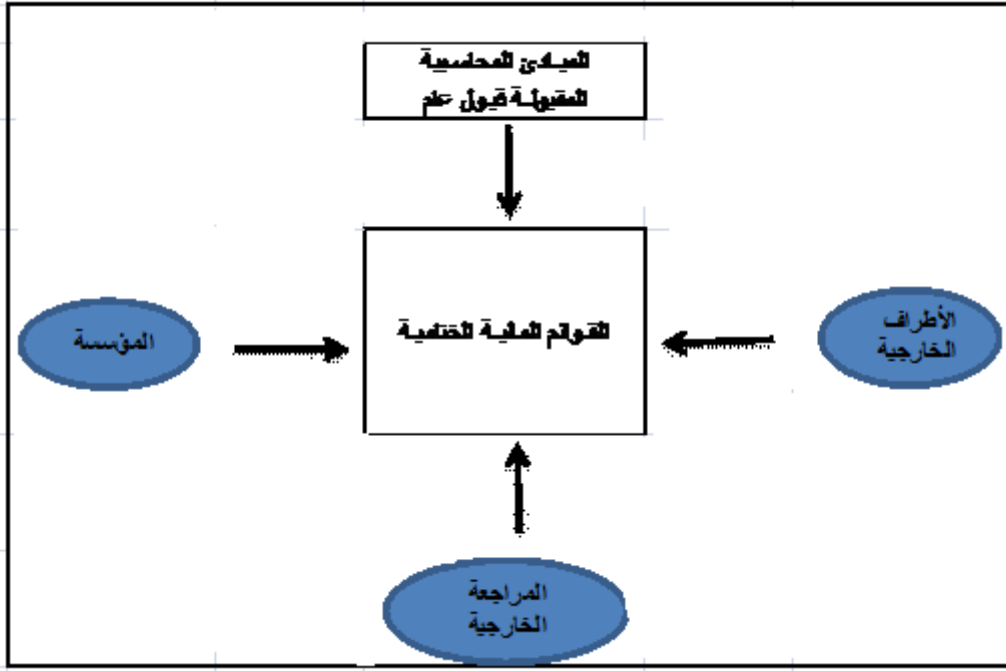 المبادئ المحاسبية
المقبولة قبول عام
الأطراف
الخارجية
القوائم المالية الختامية
المؤسسة
المراجعة
الخارجية